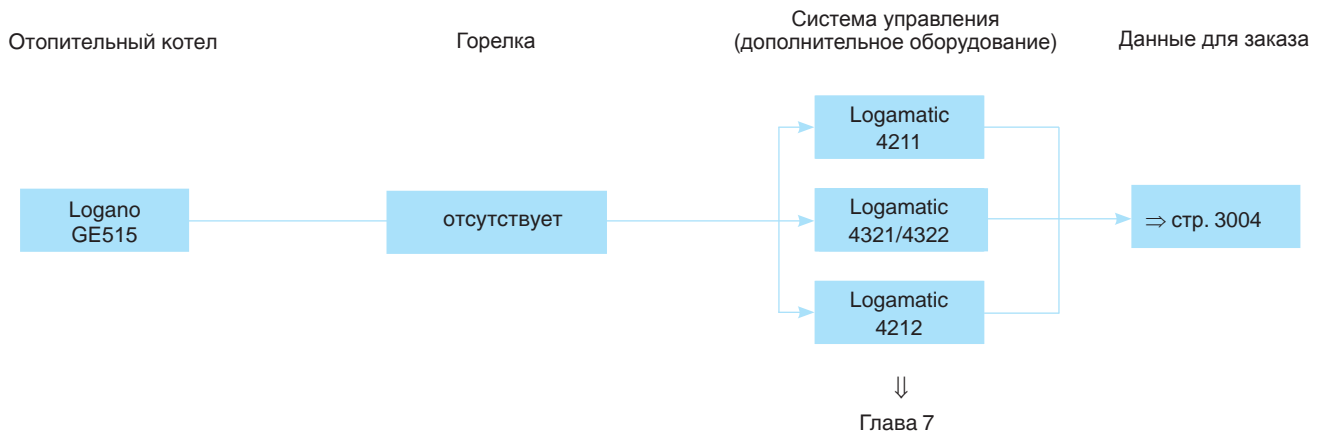 Отопительный котел
Горелка
Система управления
(дополнительное оборудование)
Данные для заказа
Logamatic
4211
Logano
GE515
отсутствует
Logamatic
4321/4322
⇒ стр. 3004
Logamatic
4212
⇓
Глава 7